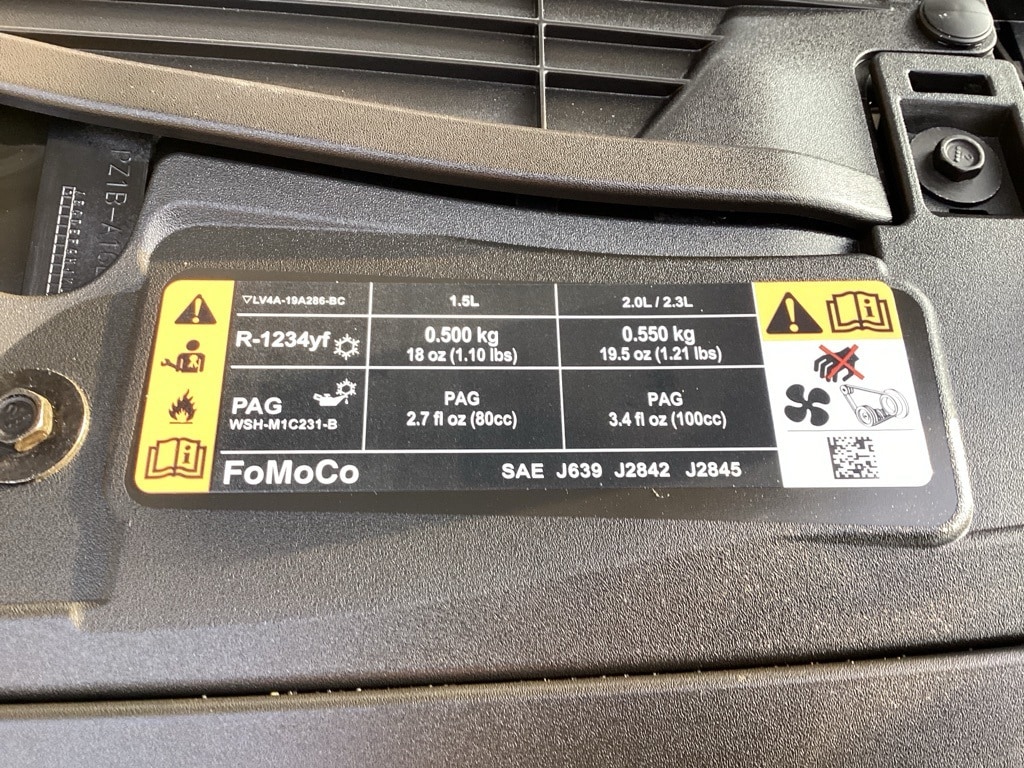 ▽LV4A-19A286-BC 1.5L 2.0L / 2.3L
R-1234yf 0.500 kg 0.550 kg
18 oz (1.10 lbs) 19.5 oz (1.21 lbs)
PAG PAG PAG
WSH-M1C231-B 2.7 fl oz (80cc) 3.4 fl oz (100cc)
FoMoCo SAE J639 J2842 J2845